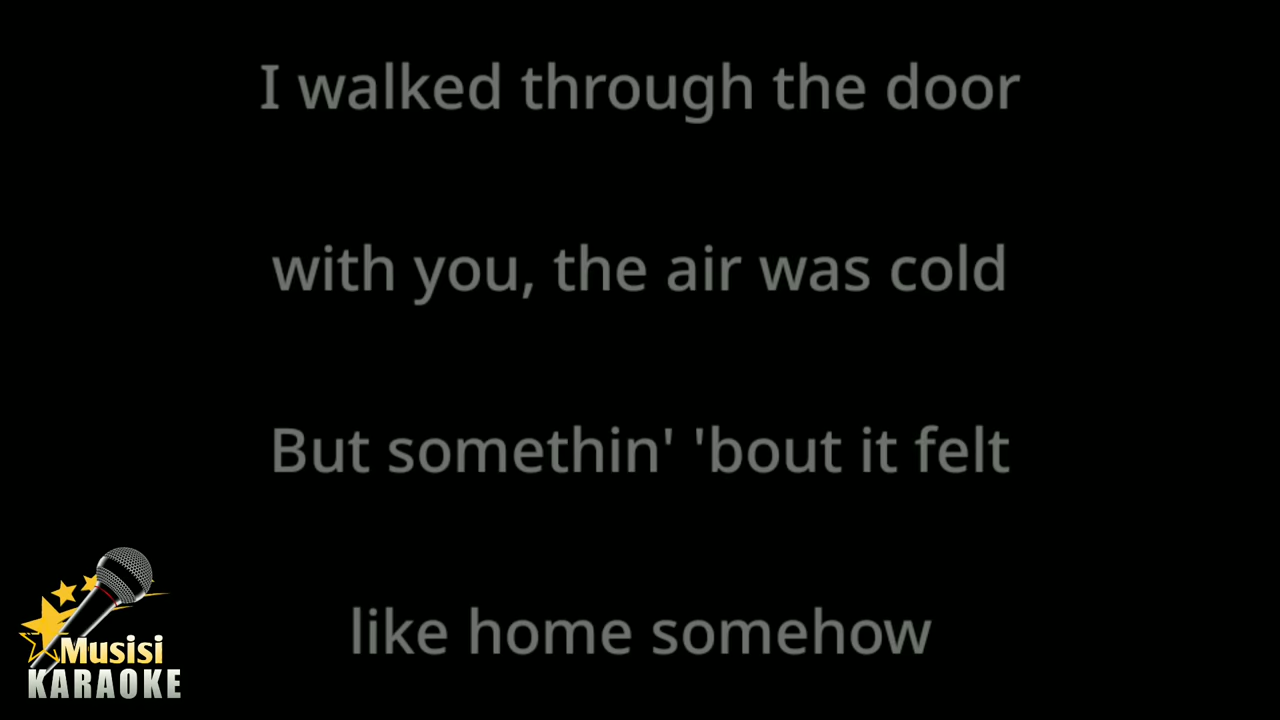 I walked through the door
with you, the air was cold
But somethin' 'bout it felt
like home somehow
Musisi
KARAOKE